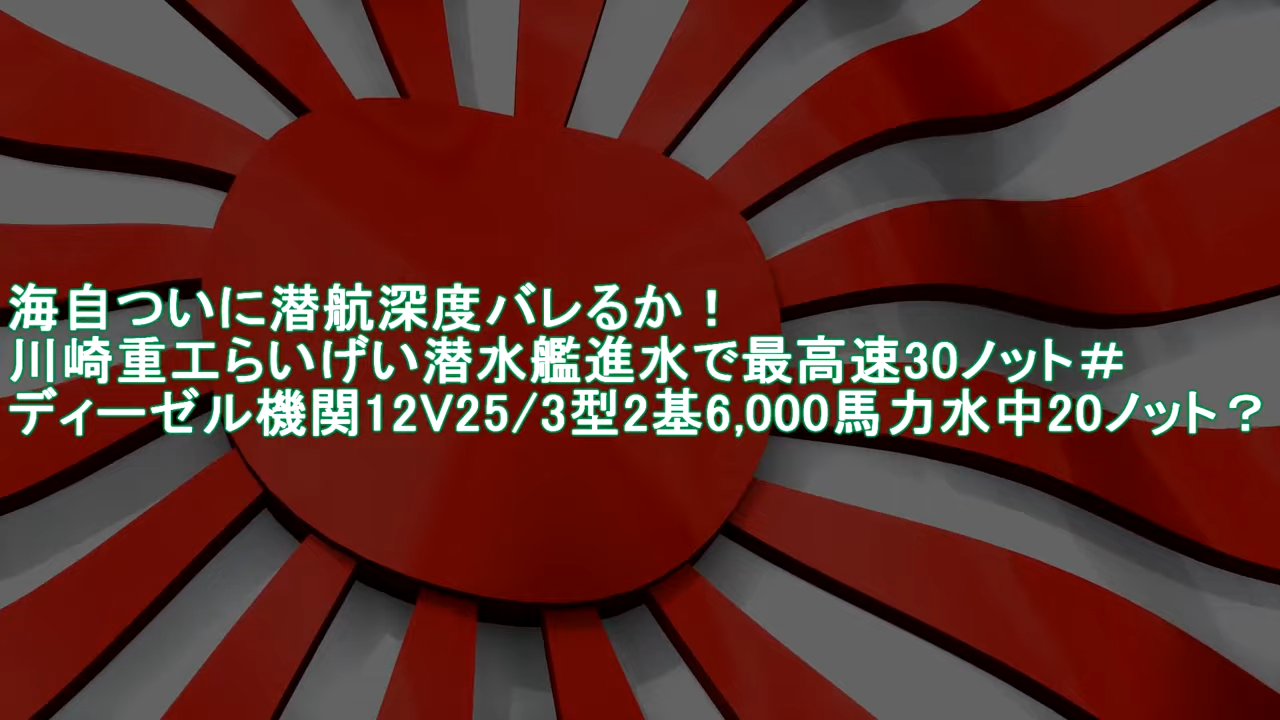 海自ついに潜航深度バレるか！
川崎重工らいげい潜水艦進水で最高速30ノット＃
ディーゼル機関12V25/3型2基6,000馬力水中20ノット？